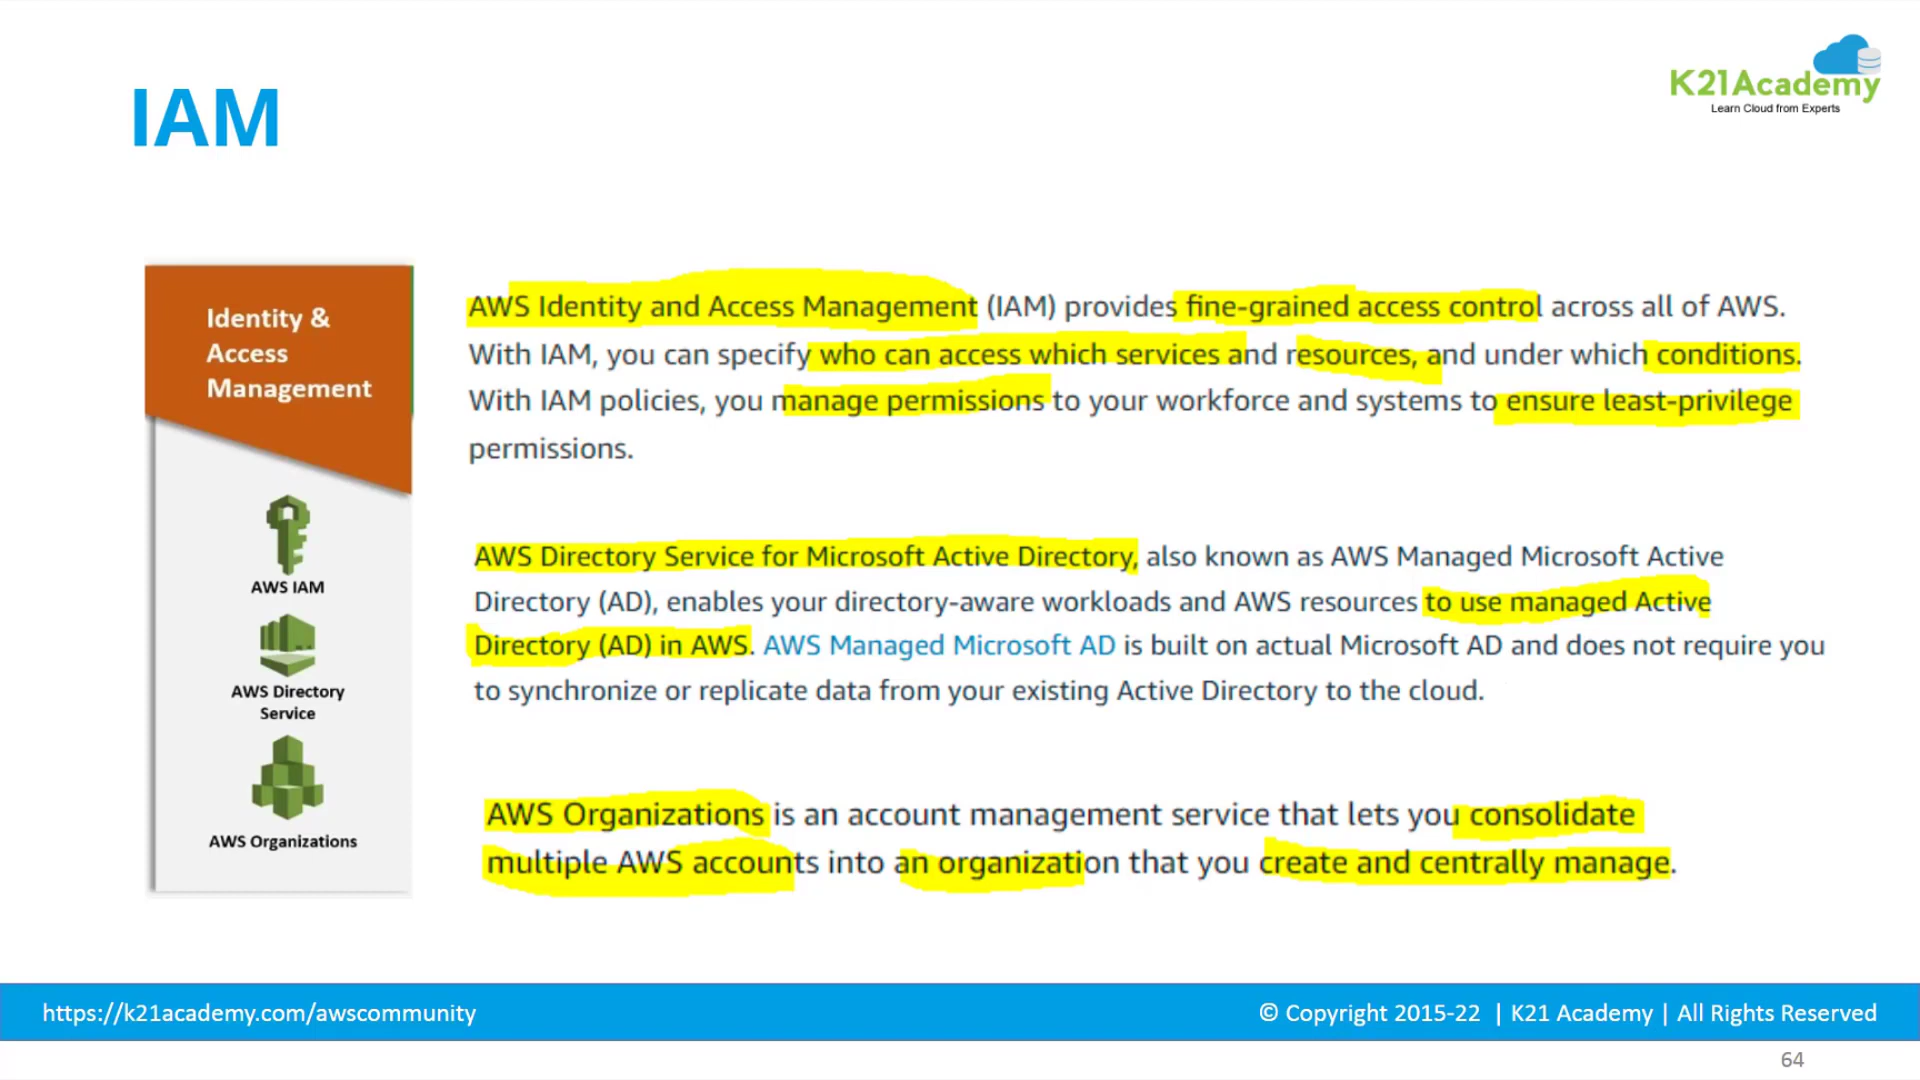 IAM
K21Academy
Learn Cloud from Experts
Identity &
Access
Management
AWS IAM
AWS Directory
Service
AWS Organizations
AWS Identity and Access Management (IAM) provides fine-grained access control across all of AWS.
With IAM, you can specify who can access which services and resources, and under which conditions.
With IAM policies, you manage permissions to your workforce and systems to ensure least-privilege
permissions.
AWS Directory Service for Microsoft Active Directory, also known as AWS Managed Microsoft Active
Directory (AD), enables your directory-aware workloads and AWS resources to use managed Active
Directory (AD) in AWS. AWS Managed Microsoft AD is built on actual Microsoft AD and does not require you
to synchronize or replicate data from your existing Active Directory to the cloud.
AWS Organizations is an account management service that lets you consolidate
multiple AWS accounts into an organization that you create and centrally manage.
https://k21academy.com/awscommunity
© Copyright 2015-22 | K21 Academy | All Rights Reserved
64